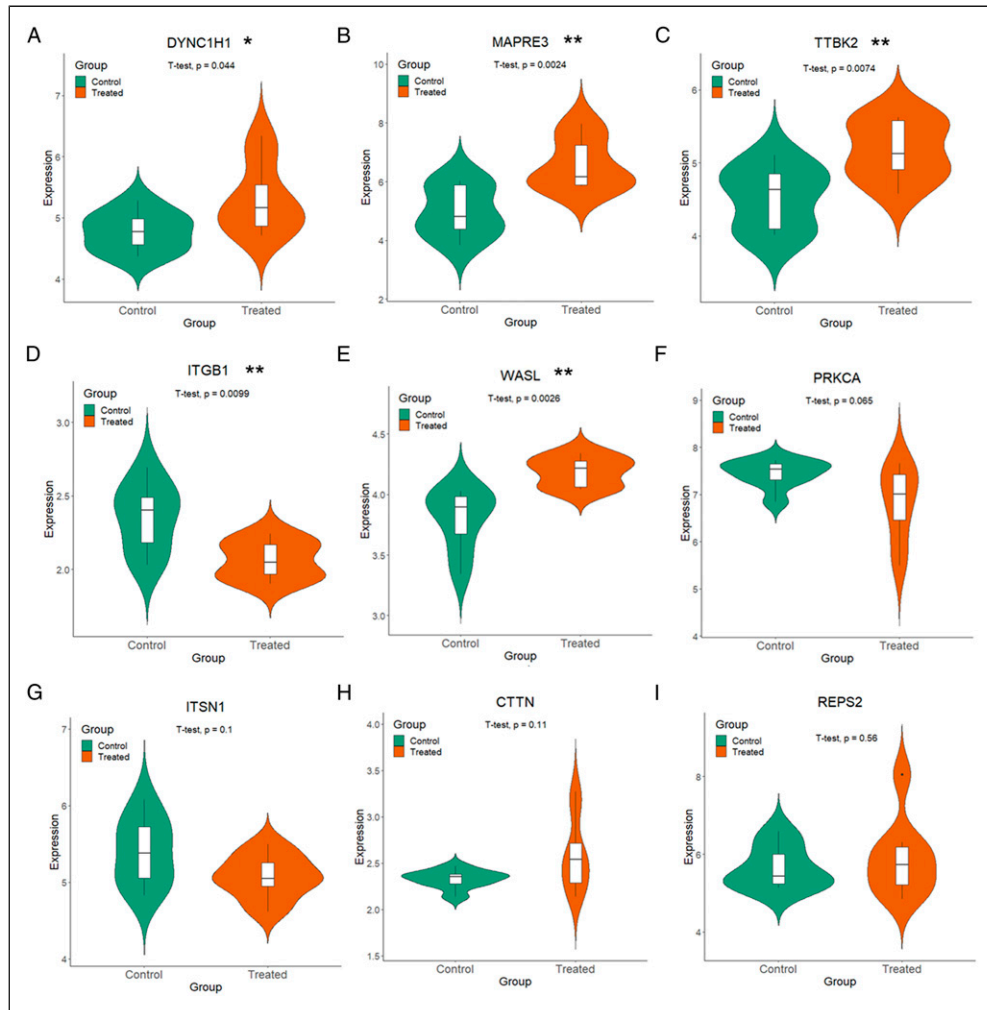 A
DYNC1H1 *
T-test, p = 0.044
Group
Control
Treated
7
6
5
4
Expression
Control
Treated
Group
B
MAPRE3 **
T-test, p = 0.0024
Group
Control
Treated
10
8
6
4
2
Expression
Control
Treated
Group
C
TTBK2 **
T-test, p = 0.0074
Group
Control
Treated
6
5
4
Expression
Control
Treated
Group
D
ITGB1 **
T-test, p = 0.0099
Group
Control
Treated
3.0
2.5
2.0
Expression
Control
Treated
Group
E
WASL **
T-test, p = 0.0026
Group
Control
Treated
4.5
4.0
3.5
3.0
Expression
Control
Treated
Group
F
PRKCA
T-test, p = 0.065
Group
Control
Treated
9
8
7
6
5
4
Expression
Control
Treated
Group
G
ITSN1
T-test, p = 0.1
Group
Control
Treated
7
6
5
4
Expression
Control
Treated
Group
H
CTTN
T-test, p = 0.11
Group
Control
Treated
4.0
3.5
3.0
2.5
2.0
1.5
Expression
Control
Treated
Group
I
REPS2
T-test, p = 0.56
Group
Control
Treated
8
6
4
Expression
Control
Treated
Group